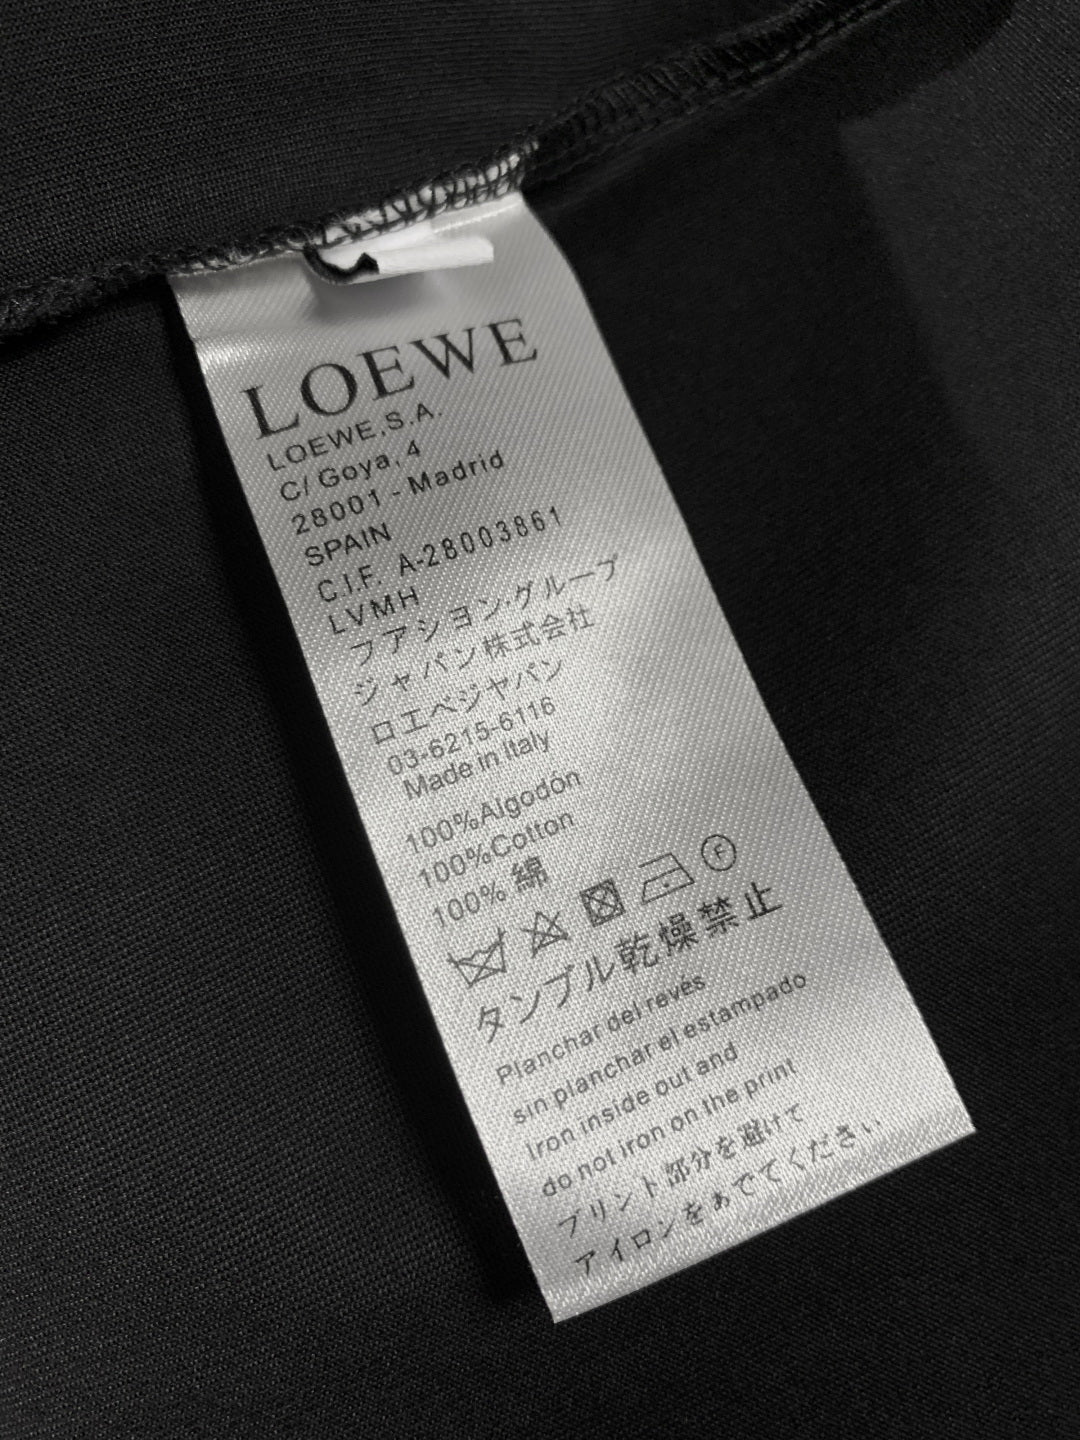 LOEWE
LOEWE,S.A.
C/ Goya, 4
28001 - Madrid
SPAIN
C.I.F. A-28003861
LVMH
ファション·グループ
ジャパン株式会社
ロエベジヤパン
03-6215-6116
Made in Italy
100%Algodón
100%Cotton
100% 綿
F
タンブル乾燥禁止
Planchar del revés
sin planchar el estampado
Iron inside out and
do not iron on the print
プリント部分を避けて
アイロンをあでてください